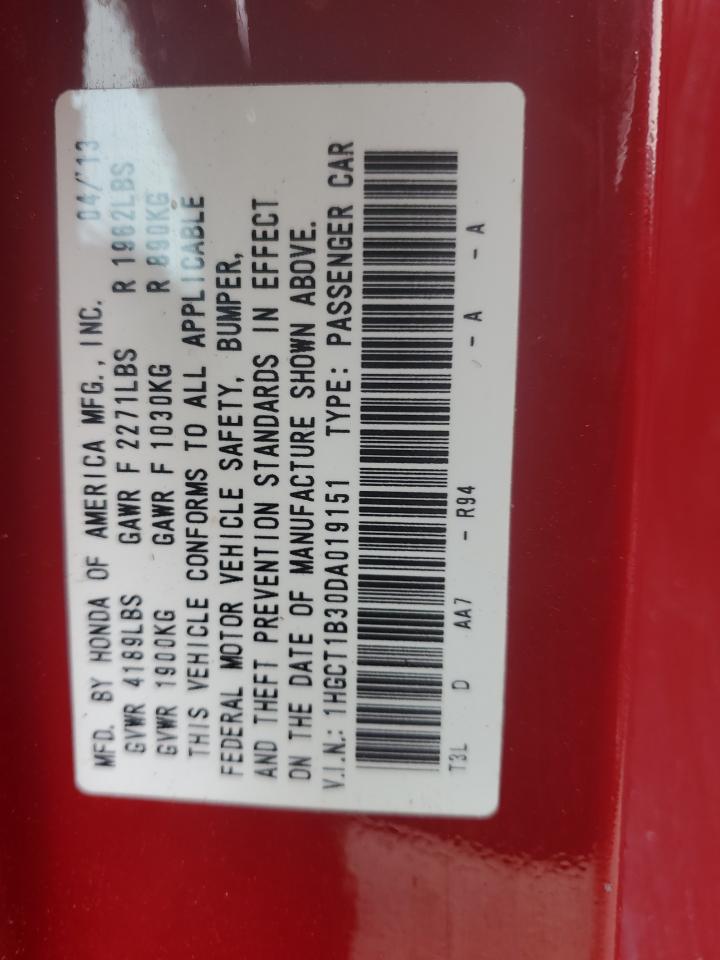 MFD. BY HONDA OF AMERICA MFG., INC. 04/'13
GVWR 4189LBS GAWR F 2271LBS R 1962LBS
GVWR 1900KG GAWR F 1030KG R 890KG
THIS VEHICLE CONFORMS TO ALL APPLICABLE
FEDERAL MOTOR VEHICLE SAFETY, BUMPER,
AND THEFT PREVENTION STANDARDS IN EFFECT
ON THE DATE OF MANUFACTURE SHOWN ABOVE.
V.I.N.: 1HGCT1B30DA019151 TYPE: PASSENGER CAR
T3L D AA7 - R94 - A - A